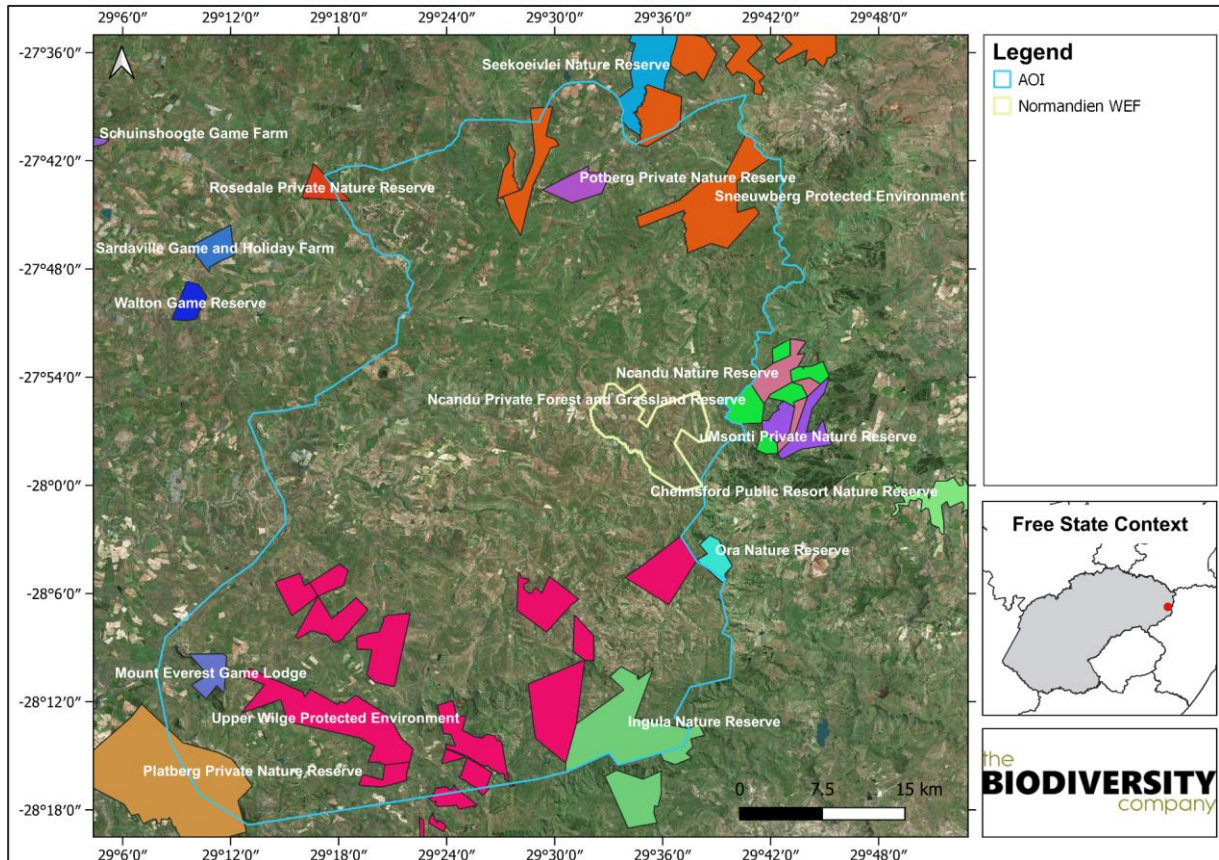 29°6′0″ 29°12′0″ 29°18′0″ 29°24′0″ 29°30′0″ 29°36′0″ 29°42′0″ 29°48′0″
-27°36′0″
Seekoeivlei Nature Reserve
Schuinshoogte Game Farm
-27°42′0″
Potberg Private Nature Reserve
Rosedale Private Nature Reserve
Sneeuwberg Protected Environment
Sardaville Game and Holiday Farm
-27°48′0″
Walton Game Reserve
Ncandu Nature Reserve
-27°54′0″
Ncandu Private Forest and Grassland Reserve
uMsonti Private Nature Reserve
-28°0′0″
Chelmsford Public Resort Nature Reserve
Ora Nature Reserve
-28°6′0″
Mount Everest Game Lodge
-28°12′0″
Upper Wilge Protected Environment
Ingula Nature Reserve
Platberg Private Nature Reserve
-28°18′0″
0 7.5 15 km
29°6′0″ 29°12′0″ 29°18′0″ 29°24′0″ 29°30′0″ 29°36′0″ 29°42′0″ 29°48′0″
Legend
AOI
Normandien WEF
Free State Context
the
BIODIVERSITY
company